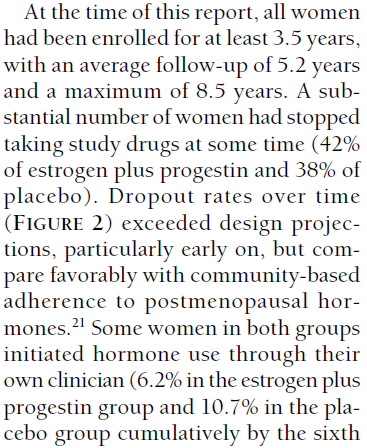 At the time of this report, all women
had been enrolled for at least 3.5 years,
with an average follow-up of 5.2 years
and a maximum of 8.5 years. A sub-
stantial number of women had stopped
taking study drugs at some time (42%
of estrogen plus progestin and 38% of
placebo). Dropout rates over time
(FIGURE 2) exceeded design projec-
tions, particularly early on, but com-
pare favorably with community-based
adherence to postmenopausal hor-
mones.²¹ Some women in both groups
initiated hormone use through their
own clinician (6.2% in the estrogen plus
progestin group and 10.7% in the pla-
cebo group cumulatively by the sixth